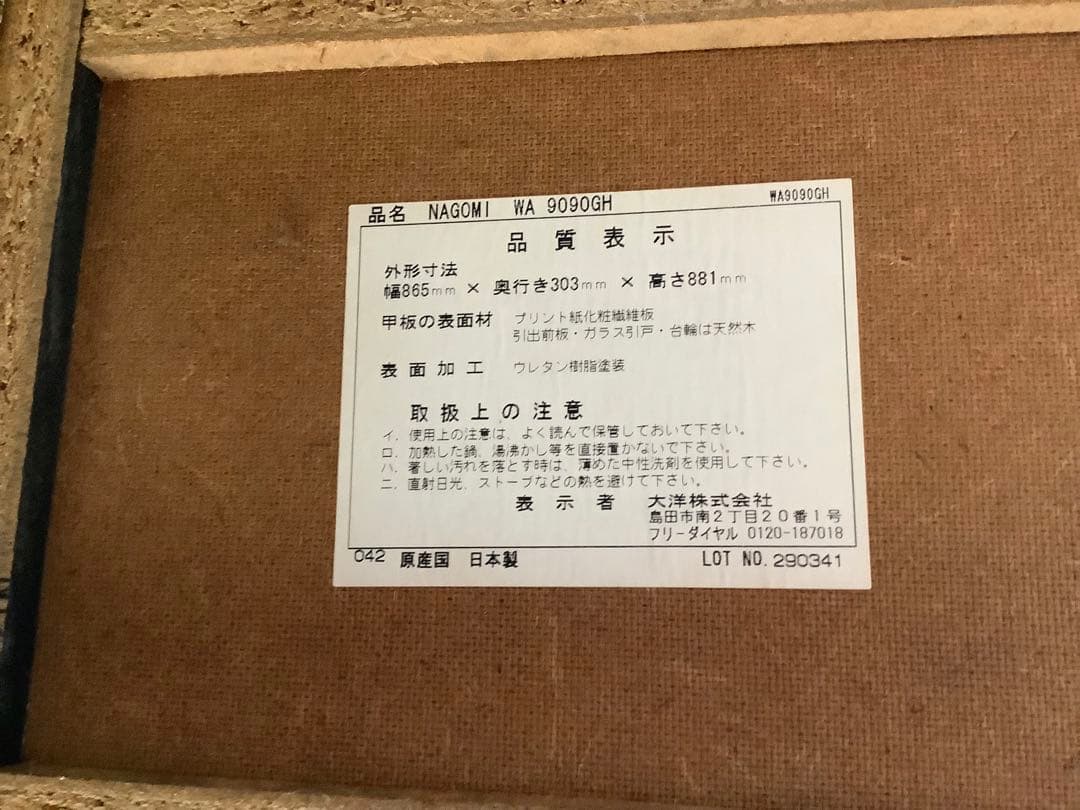 品名 NAGOMI WA 9090GH WA9090GH
品質表示
外形寸法
幅865mm × 奥行き303mm × 高さ881mm
甲板の表面材 プリント紙化粧繊維板
引出前板・ガラス引戸・台輪は天然木
表面加工 ウレタン樹脂塗装
取扱上の注意
イ. 使用上の注意は、よく読んで保管しておいて下さい。
ロ. 加熱した鍋、湯沸かし等を直接置かないで下さい。
ハ. 著しい汚れを落とす時は、薄めた中性洗剤を使用して下さい。
ニ. 直射日光、ストーブなどの熱を避けて下さい。
表示者 大洋株式会社
島田市南2丁目20番1号
フリーダイヤル 0120-187018
042 原産国 日本製 LOT NO. 290341